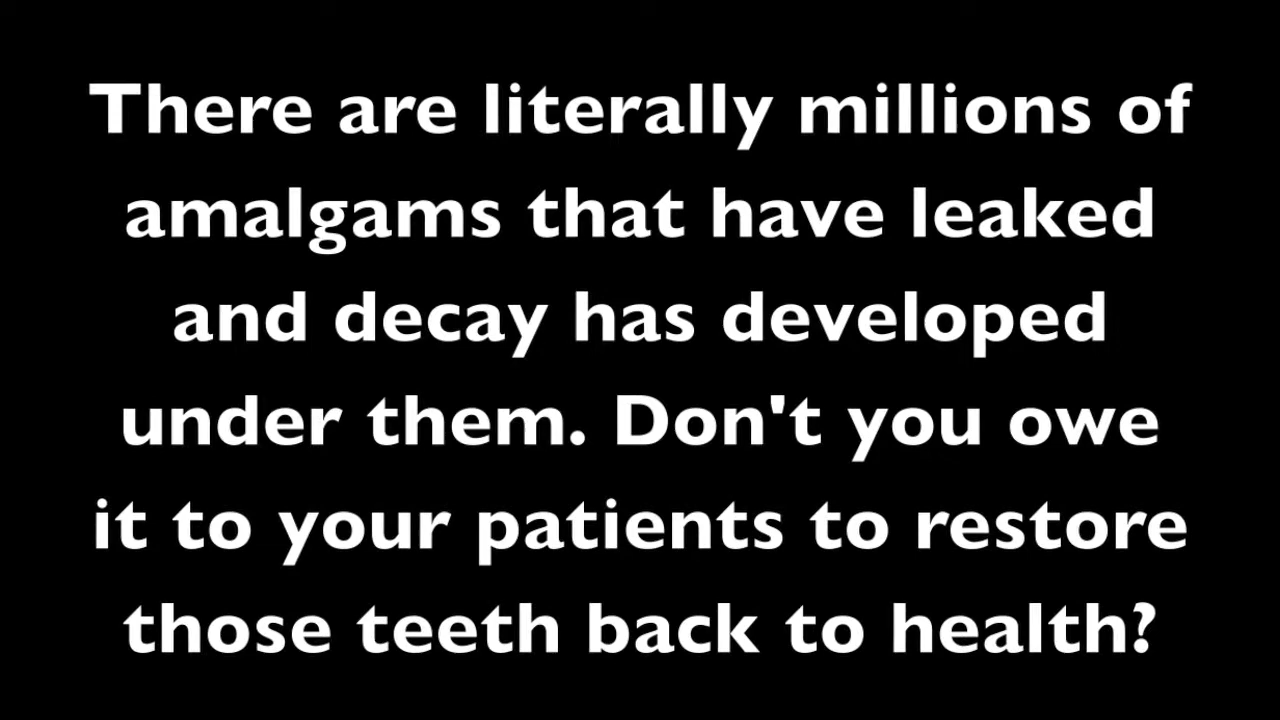 There are literally millions of
amalgams that have leaked
and decay has developed
under them. Don't you owe
it to your patients to restore
those teeth back to health?